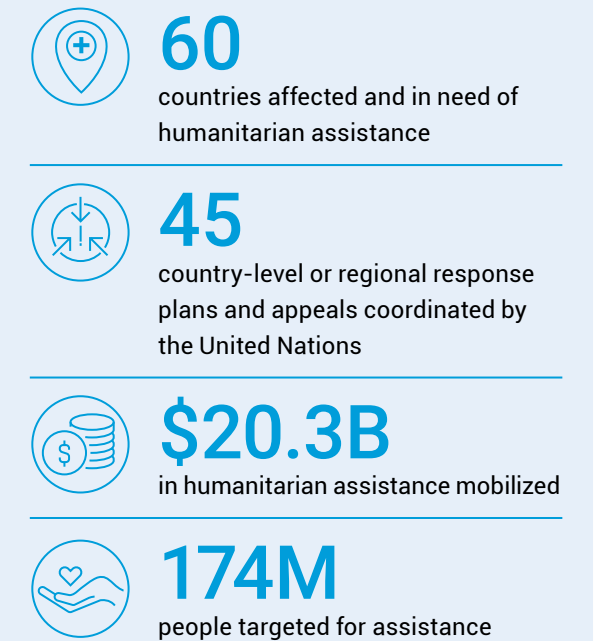 60
countries affected and in need of
humanitarian assistance
45
country-level or regional response
plans and appeals coordinated by
the United Nations
$
$20.3B
in humanitarian assistance mobilized
174M
people targeted for assistance